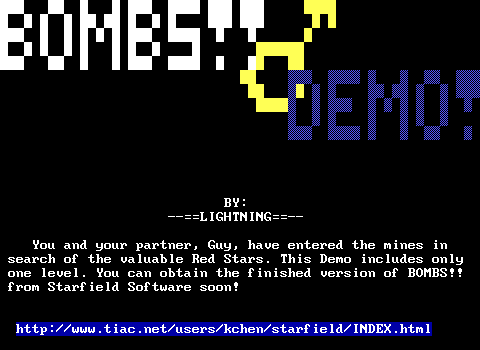 BOMBS!!
DEMO!
BY:
--==LIGHTNING==--
You and your partner, Guy, have entered the mines in
search of the valuable Red Stars. This Demo includes only
one level. You can obtain the finished version of BOMBS!!
from Starfield Software soon!
http://www.tiac.net/users/kchen/starfield/INDEX.html